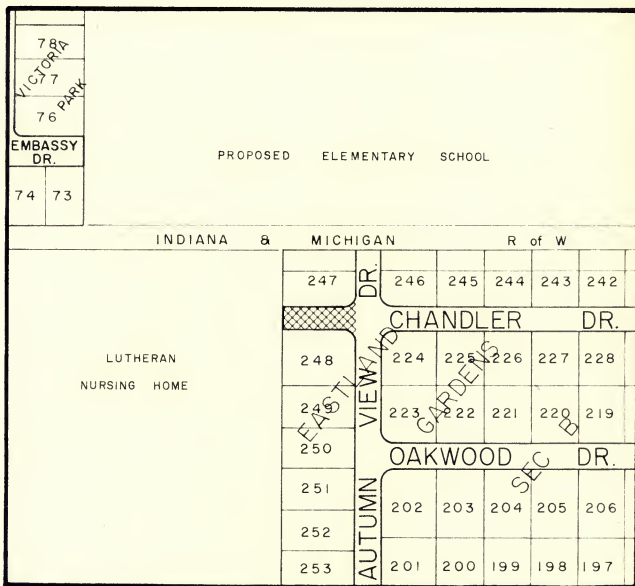 78
77
76
VICTORIA
PARK
EMBASSY
DR.
74 73
PROPOSED ELEMENTARY SCHOOL
INDIANA & MICHIGAN R of W
247
246 245 244 243 242
CHANDLER DR.
LUTHERAN
NURSING HOME
248
249
250
251
252
253
AUTUMN VIEW DR.
224 225 226 227 228
223 222 221 220 219
EASTLAND GARDENS SEC B
OAKWOOD DR.
202 203 204 205 206
201 200 199 198 197